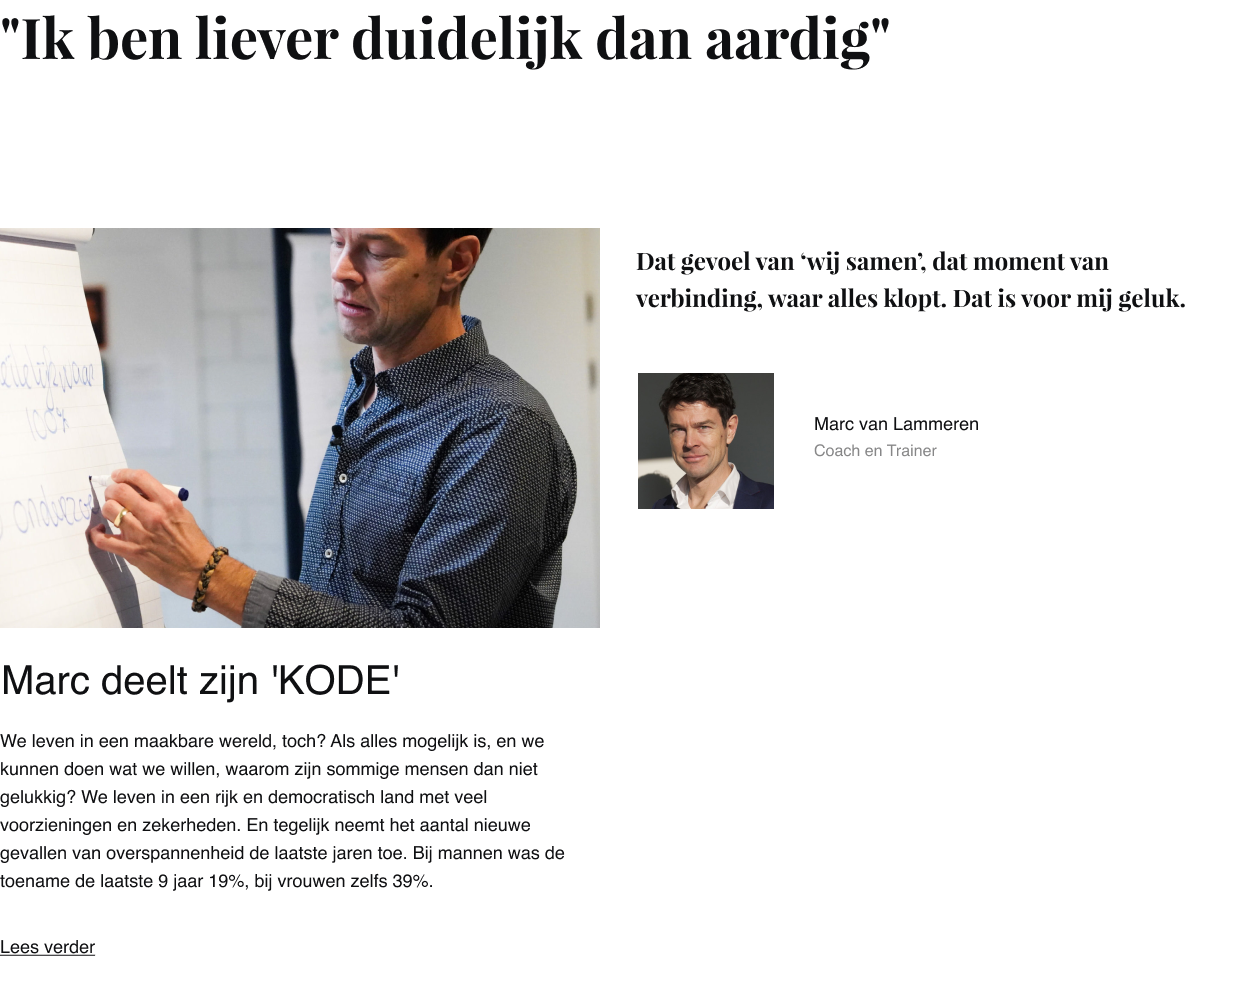 "Ik ben liever duidelijk dan aardig"
100%
Dat gevoel van ‘wij samen’, dat moment van
verbinding, waar alles klopt. Dat is voor mij geluk.
Marc van Lammeren
Coach en Trainer
Marc deelt zijn 'KODE'
We leven in een maakbare wereld, toch? Als alles mogelijk is, en we
kunnen doen wat we willen, waarom zijn sommige mensen dan niet
gelukkig? We leven in een rijk en democratisch land met veel
voorzieningen en zekerheden. En tegelijk neemt het aantal nieuwe
gevallen van overspannenheid de laatste jaren toe. Bij mannen was de
toename de laatste 9 jaar 19%, bij vrouwen zelfs 39%.
Lees verder